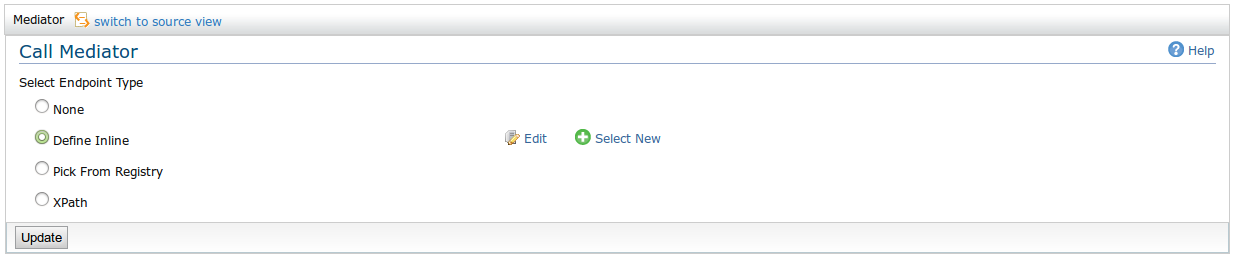 Mediator switch to source view
Call Mediator Help
Select Endpoint Type
None
Define Inline Edit Select New
Pick From Registry
XPath
Update